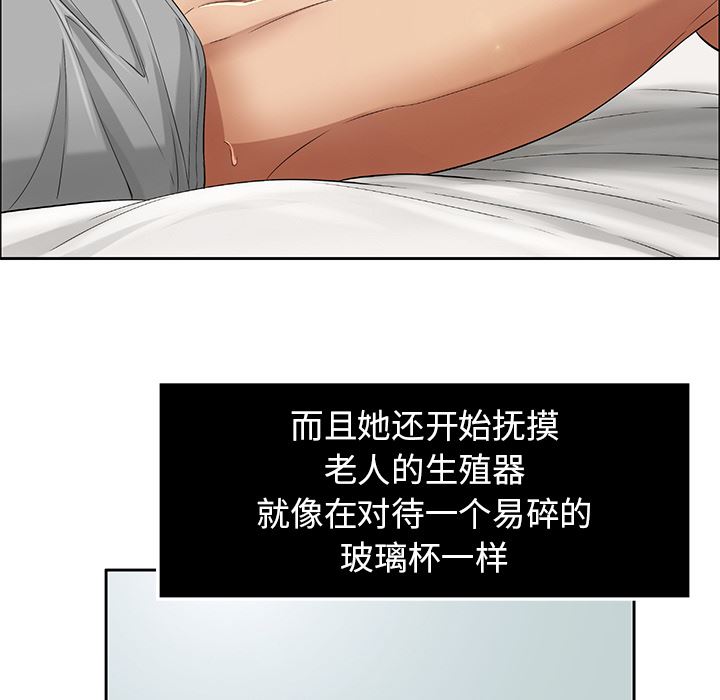 而且她还开始抚摸
老人的生殖器
就像在对待一个易碎的
玻璃杯一样